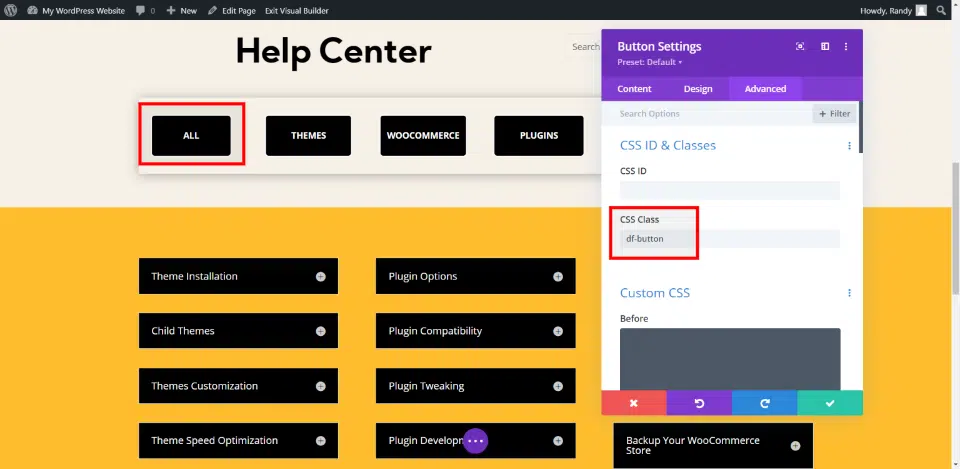 My WordPress Website 0 New Edit Page Exit Visual Builder Howdy, Randy
Help Center
Search
ALL THEMES WOOCOMMERCE PLUGINS
Button Settings
Preset: Default
Content Design Advanced
Search Options + Filter
CSS ID & Classes
CSS ID
CSS Class
df-button
Custom CSS
Before
Theme Installation Plugin Options
Child Themes Plugin Compatibility
Themes Customization Plugin Tweaking
Theme Speed Optimization Plugin Developm
Backup Your WooCommerce
Store